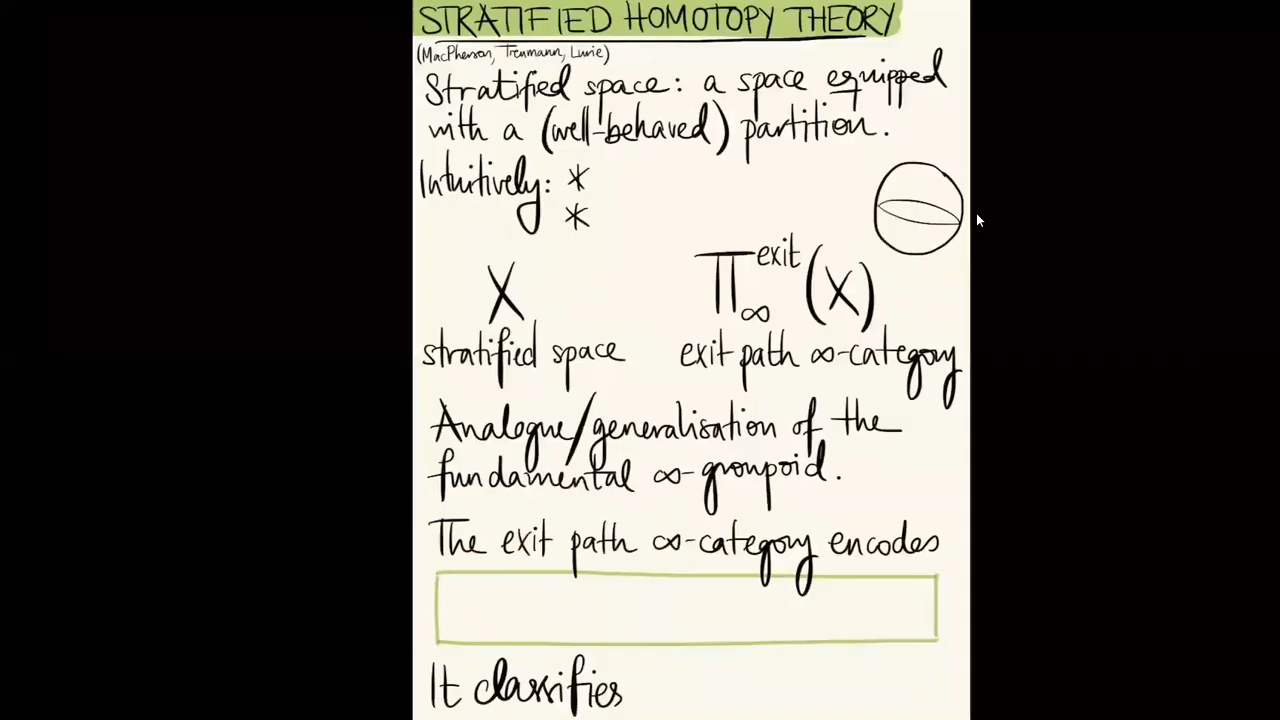 STRATIFIED HOMOTOPY THEORY
(MacPherson, Treumann, Lurie)
Stratified space: a space equipped
with a (well-behaved) partition.
Intuitively: *
*
X Π∞^exit (X)
stratified space exit path ∞-category
Analogue/generalisation of the
fundamental ∞-groupoid.
The exit path ∞-category encodes
It classifies